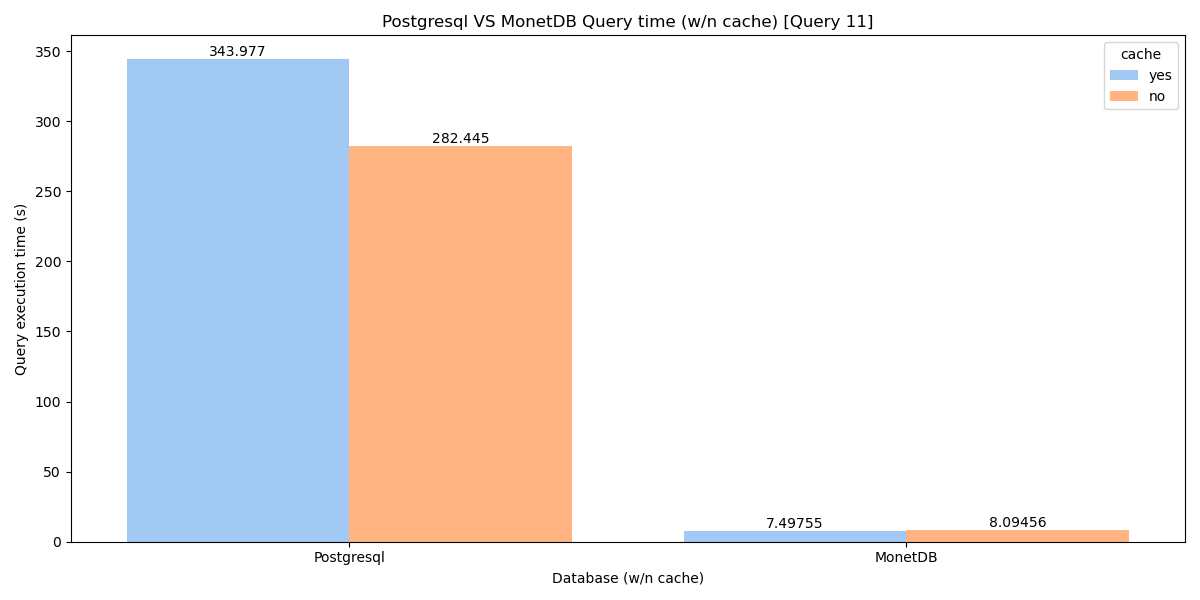 Postgresql VS MonetDB Query time (w/n cache) [Query 11]
cache
yes
no
343.977
282.445
7.49755
8.09456
350
300
250
200
150
100
50
0
Query execution time (s)
Postgresql
MonetDB
Database (w/n cache)